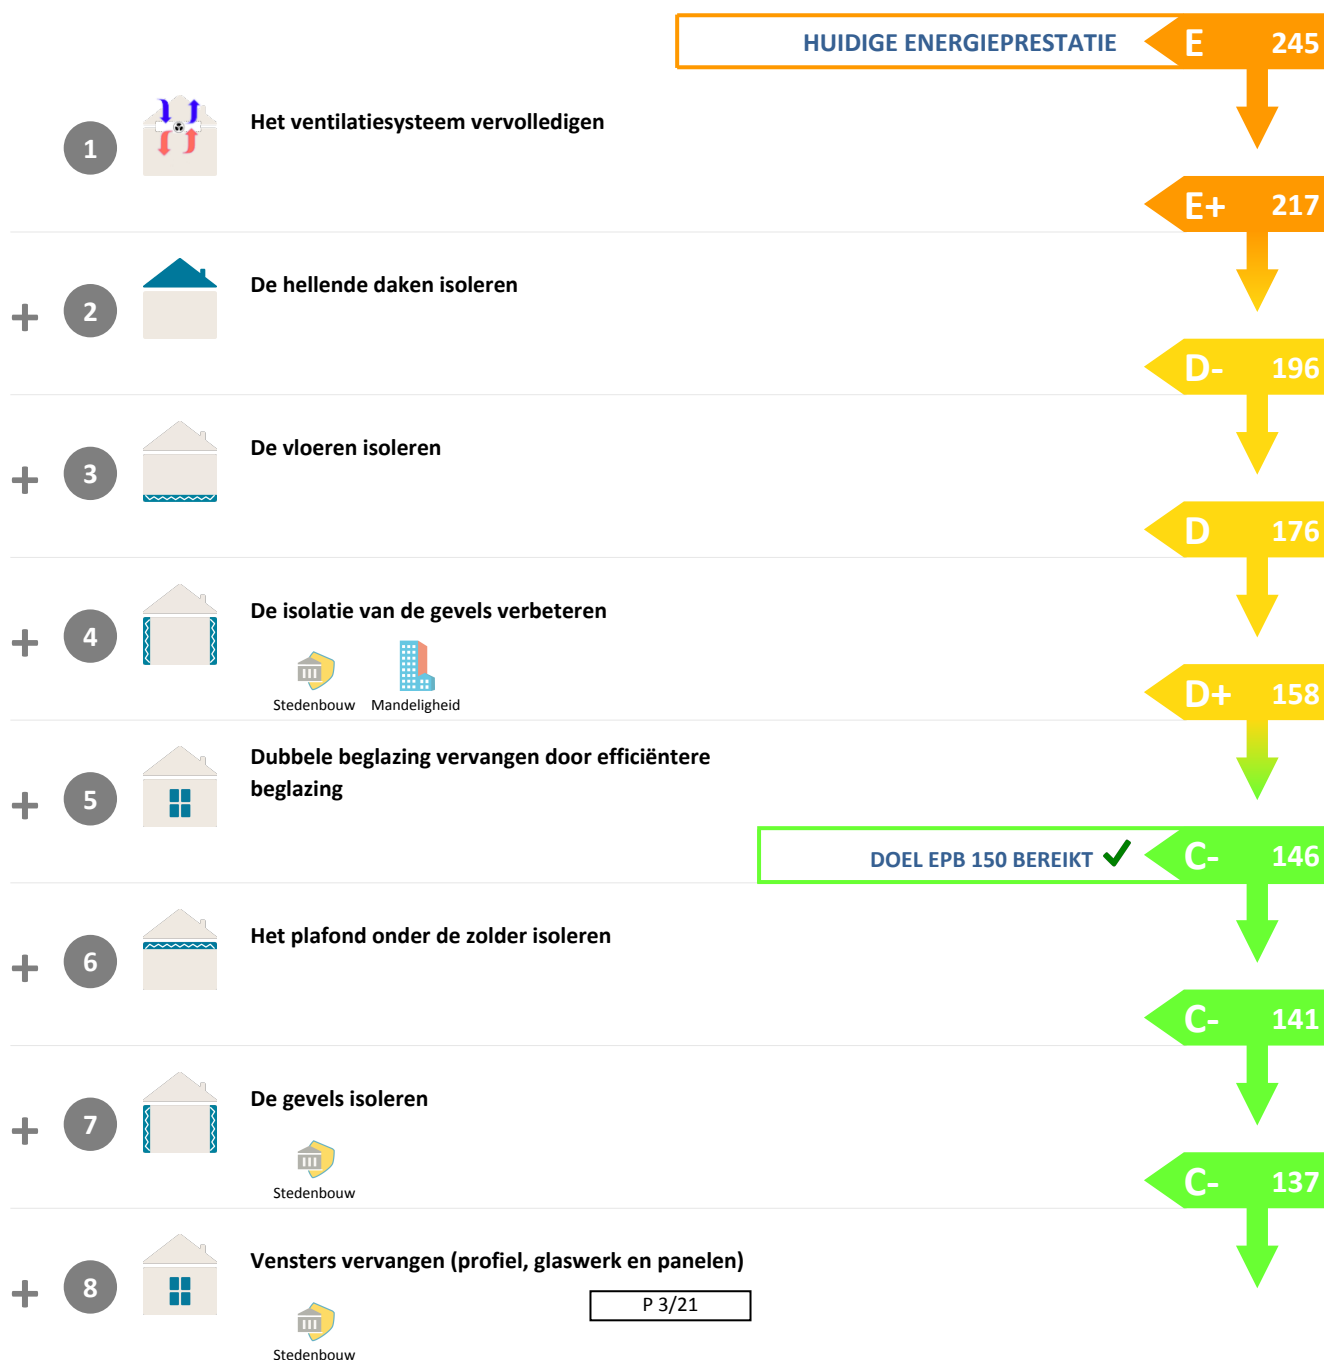 HUIDIGE ENERGIEPRESTATIE E 245
1 Het ventilatiesysteem vervolledigen
E+ 217
+ 2 De hellende daken isoleren
D- 196
+ 3 De vloeren isoleren
D 176
+ 4 De isolatie van de gevels verbeteren
Stedenbouw Mandeligheid
D+ 158
+ 5 Dubbele beglazing vervangen door efficiëntere
beglazing
DOEL EPB 150 BEREIKT C- 146
+ 6 Het plafond onder de zolder isoleren
C- 141
+ 7 De gevels isoleren
Stedenbouw
C- 137
+ 8 Vensters vervangen (profiel, glaswerk en panelen)
P 3/21
Stedenbouw